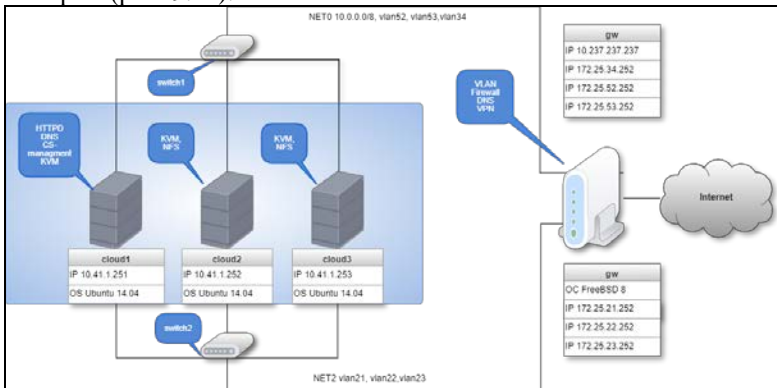 NET0 10.0.0.0/8, vlan52, vlan53,vlan34
switch1
HTTPD
DNS
CS-
managment
KVM
KVM,
NFS
KVM,
NFS
VLAN
Firewall
DNS
VPN
gw
IP 10.237.237.237
IP 172.25.34.252
IP 172.25.52.252
IP 172.25.53.252
Internet
cloud1
IP 10.41.1.251
OS Ubuntu 14.04
cloud2
IP 10.41.1.252
OS Ubuntu 14.04
cloud3
IP 10.41.1.253
OS Ubuntu 14.04
gw
OC FreeBSD 8
IP 172.25.21.252
IP 172.25.22.252
IP 172.25.23.252
switch2
NET2 vlan21, vlan22,vlan23